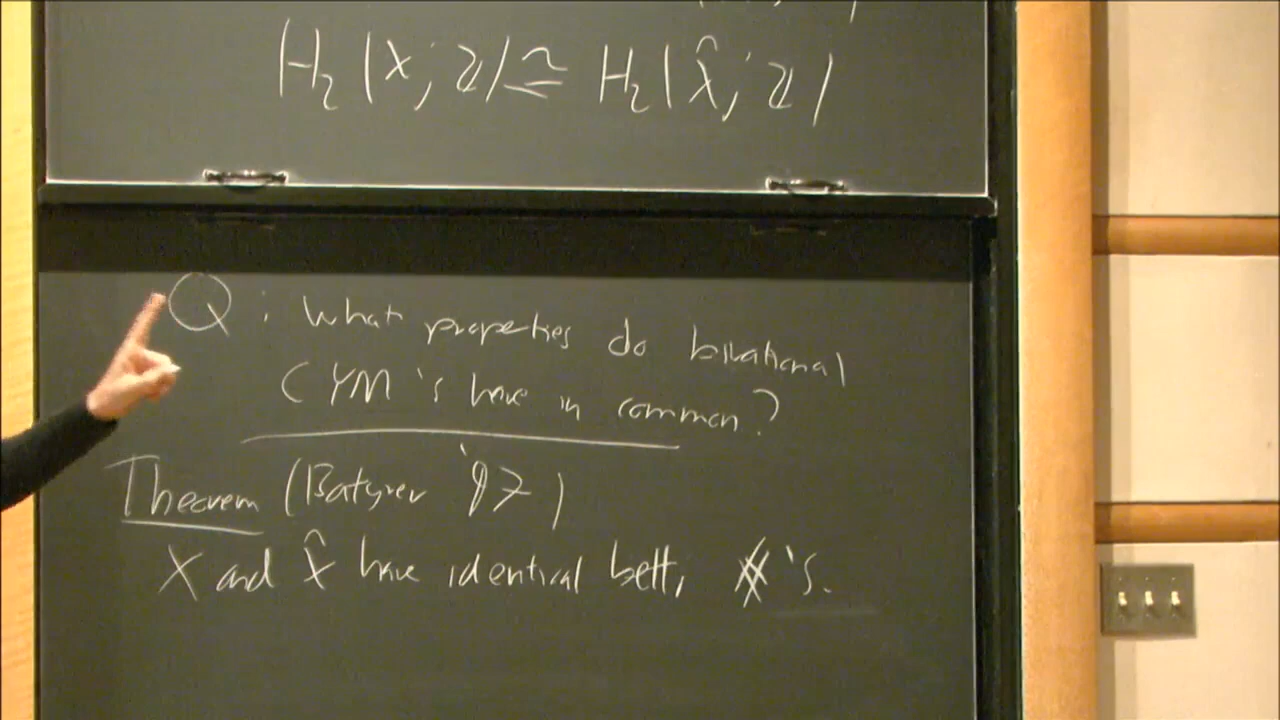 H₂(X; ℤ) ≅ H₂(X̂; ℤ)
Q: What properties do birational
CYM's have in common?
Theorem (Batyrev '97)
X and X̂ have identical betti #'s.